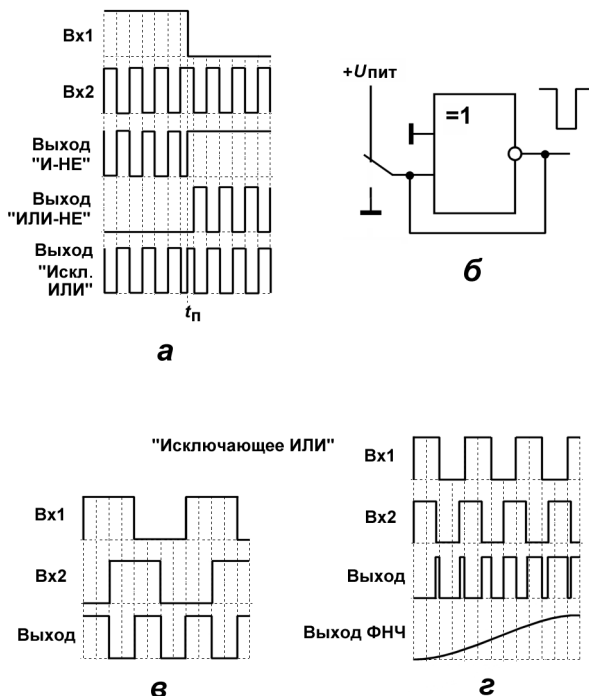 Вх1
Вх2
Выход
"И-НЕ"
Выход
"ИЛИ-НЕ"
Выход
"Искл.
ИЛИ"
tп
а
+Uпит
=1
б
"Исключающее ИЛИ"
Вх1
Вх2
Выход
в
Вх1
Вх2
Выход
Выход ФНЧ
г